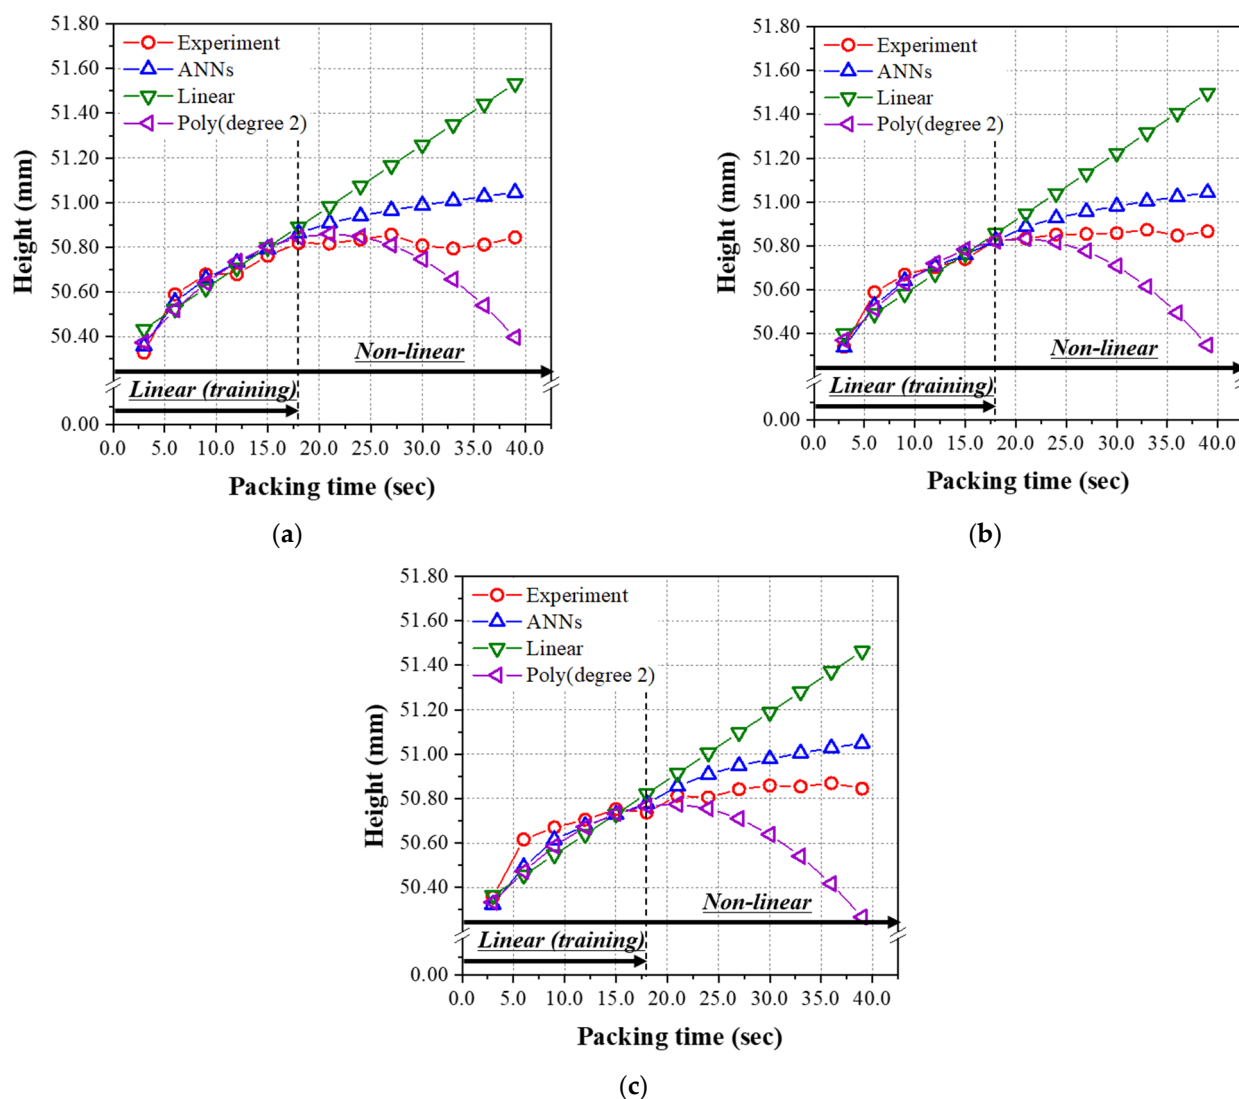 51.80
51.60
51.40
51.20
51.00
50.80
50.60
50.40
0.00
Height (mm)
Experiment
ANNs
Linear
Poly(degree 2)
Non-linear
Linear (training)
0.0 5.0 10.0 15.0 20.0 25.0 30.0 35.0 40.0
Packing time (sec)
(a)
51.80
51.60
51.40
51.20
51.00
50.80
50.60
50.40
0.00
Height (mm)
Experiment
ANNs
Linear
Poly(degree 2)
Non-linear
Linear (training)
0.0 5.0 10.0 15.0 20.0 25.0 30.0 35.0 40.0
Packing time (sec)
(b)
51.80
51.60
51.40
51.20
51.00
50.80
50.60
50.40
0.00
Height (mm)
Experiment
ANNs
Linear
Poly(degree 2)
Non-linear
Linear (training)
0.0 5.0 10.0 15.0 20.0 25.0 30.0 35.0 40.0
Packing time (sec)
(c)